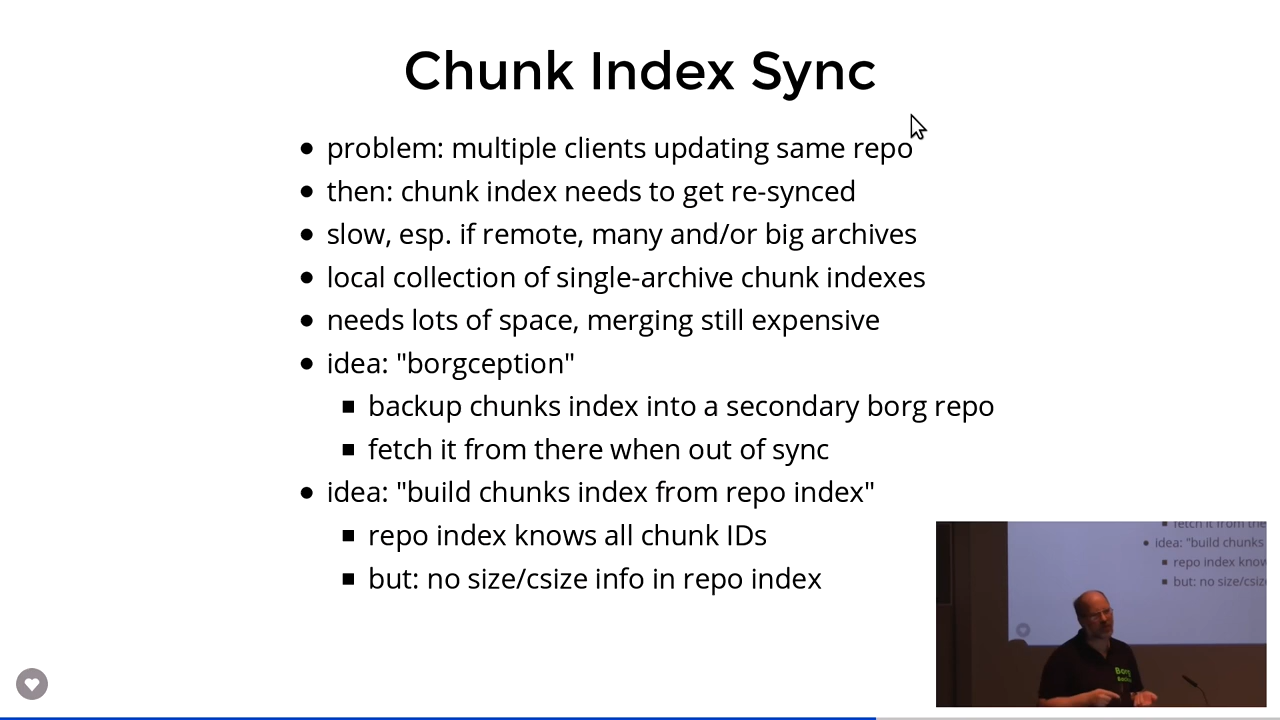 Chunk Index Sync
problem: multiple clients updating same repo
then: chunk index needs to get re-synced
slow, esp. if remote, many and/or big archives
local collection of single-archive chunk indexes
needs lots of space, merging still expensive
idea: "borgception"
backup chunks index into a secondary borg repo
fetch it from there when out of sync
idea: "build chunks index from repo index"
repo index knows all chunk IDs
but: no size/csize info in repo index
fetch it from the
idea: "build chunks
repo index know
but: no size/csize
Borg